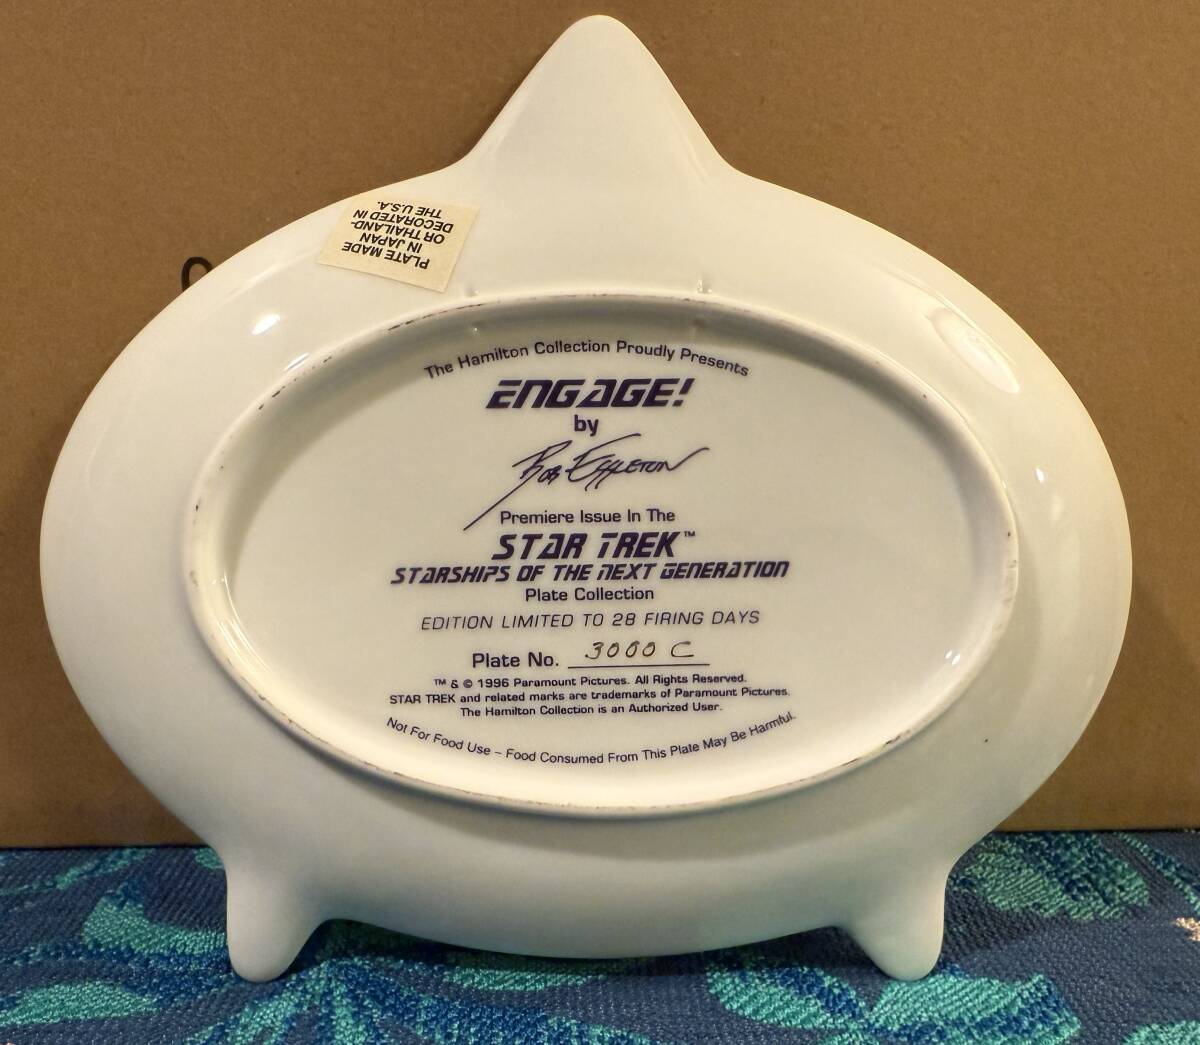 PLATE MADE
IN JAPAN
OR THAILAND-
DECORATED IN
THE U.S.A.
The Hamilton Collection Proudly Presents
ENGAGE!
by
Bob Eggleton
Premiere Issue In The
STAR TREK™
STARSHIPS OF THE NEXT GENERATION
Plate Collection
EDITION LIMITED TO 28 FIRING DAYS
Plate No. 3000 C
™ & © 1996 Paramount Pictures. All Rights Reserved.
STAR TREK and related marks are trademarks of Paramount Pictures.
The Hamilton Collection is an Authorized User.
Not For Food Use – Food Consumed From This Plate May Be Harmful.